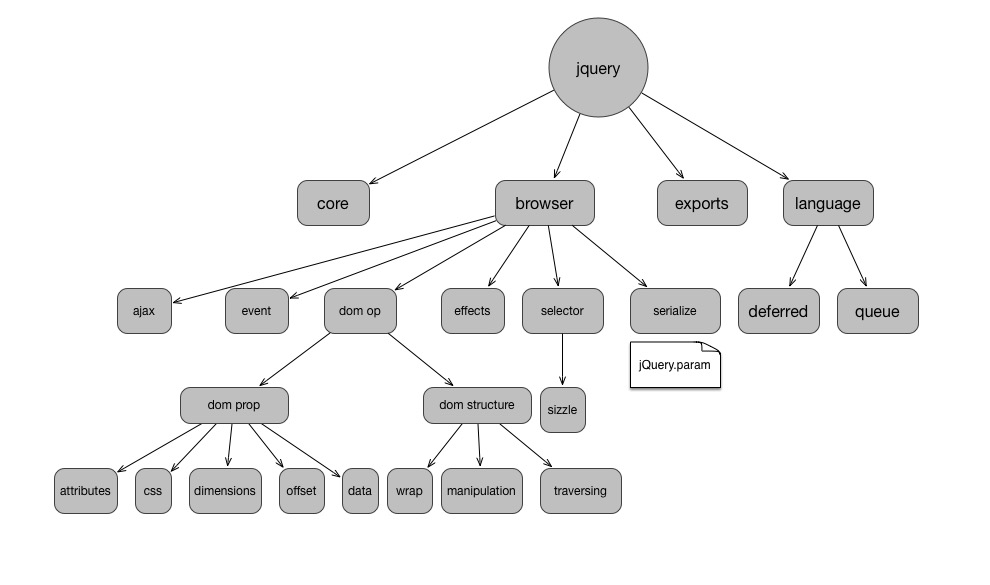 jquery
core
browser
exports
language
ajax
event
dom op
effects
selector
serialize
deferred
queue
jQuery.param
dom prop
dom structure
sizzle
attributes
css
dimensions
offset
data
wrap
manipulation
traversing